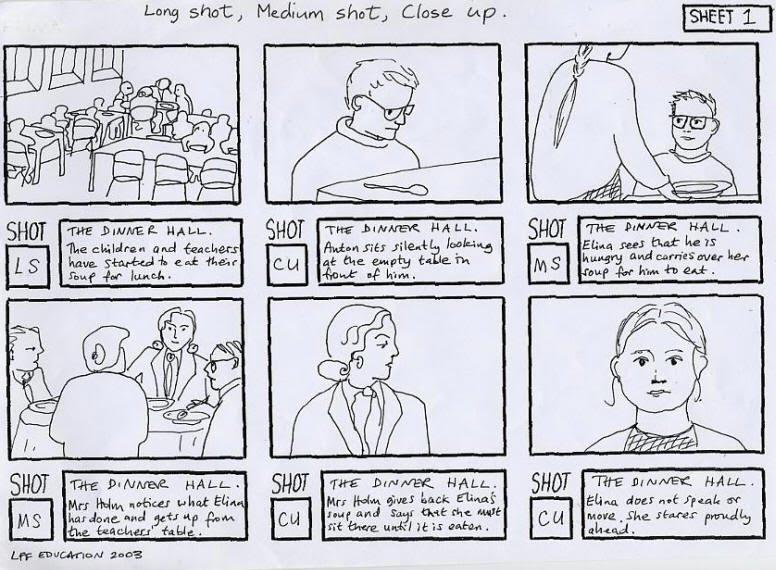 Long shot, Medium shot, Close up.
SHEET 1
SHOT
LS
THE DINNER HALL.
The children and teachers
have started to eat their
soup for lunch.
SHOT
CU
THE DINNER HALL.
Anton sits silently looking
at the empty table in
front of him.
SHOT
MS
THE DINNER HALL.
Elina sees that he is
hungry and carries over her
soup for him to eat.
SHOT
MS
THE DINNER HALL.
Mrs Holm notices what Elina
has done and gets up from
the teachers' table.
SHOT
CU
THE DINNER HALL.
Mrs Holm gives back Elina's
soup and says that she must
sit there until it is eaten.
SHOT
CU
THE DINNER HALL.
Elina does not speak or
move. She stares proudly
ahead.
LPF EDUCATION 2003